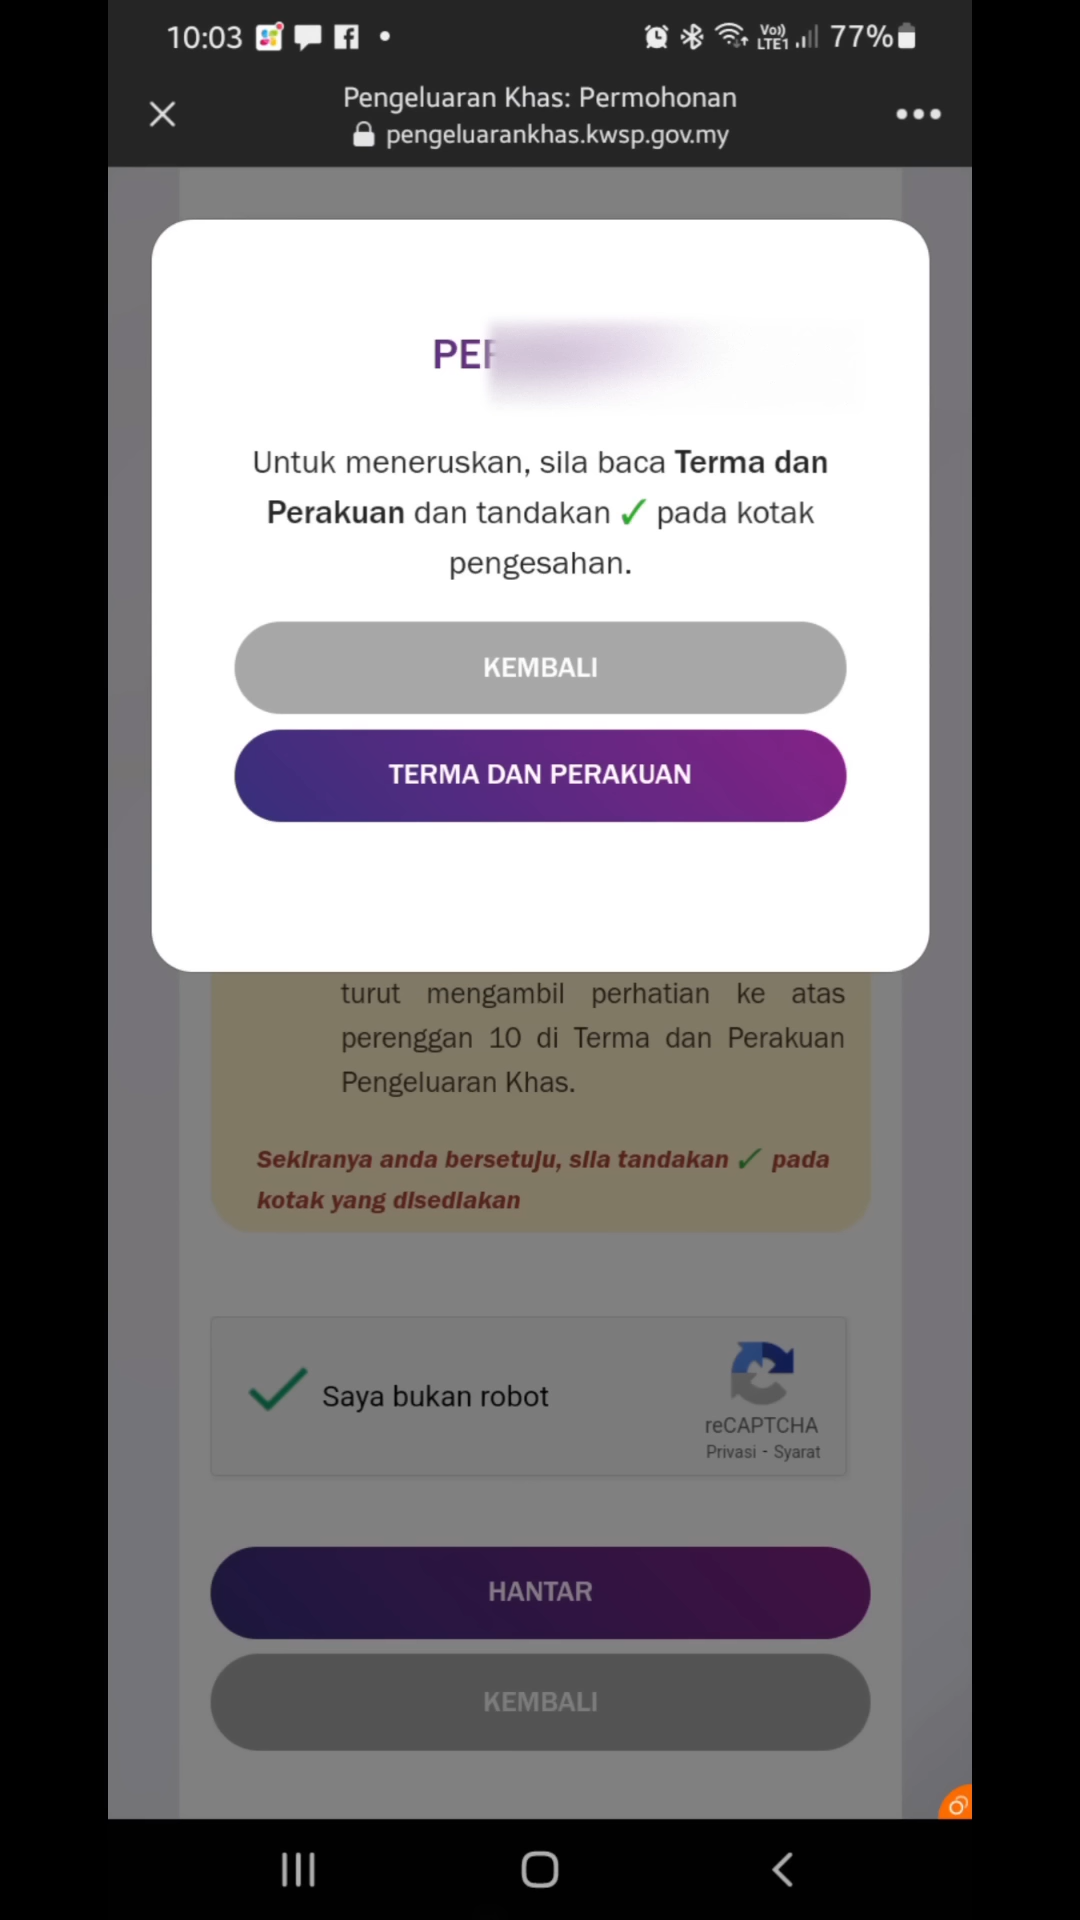 10:03
Vo))
LTE1
77%
Pengeluaran Khas: Permohonan
pengeluarankhas.kwsp.gov.my
Untuk meneruskan, sila baca Terma dan
Perakuan dan tandakan ✓ pada kotak
pengesahan.
KEMBALI
TERMA DAN PERAKUAN
turut mengambil perhatian ke atas
perenggan 10 di Terma dan Perakuan
Pengeluaran Khas.
Sekiranya anda bersetuju, sila tandakan ✓ pada
kotak yang disediakan
Saya bukan robot
reCAPTCHA
Privasi - Syarat
HANTAR
KEMBALI